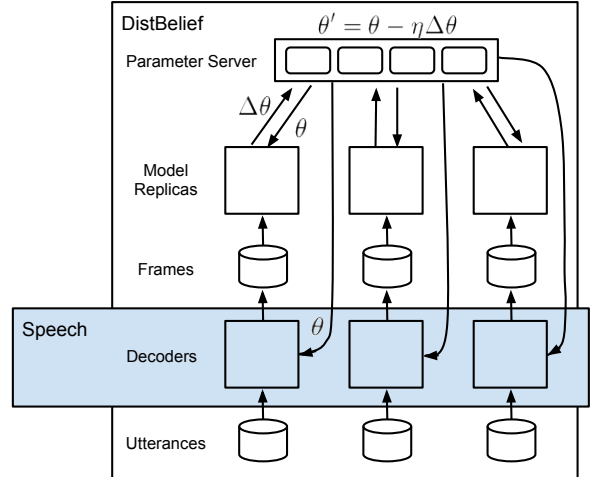 DistBelief
θ′ = θ − ηΔθ
Parameter Server
Δθ
θ
Model
Replicas
Frames
Speech
θ
Decoders
Utterances